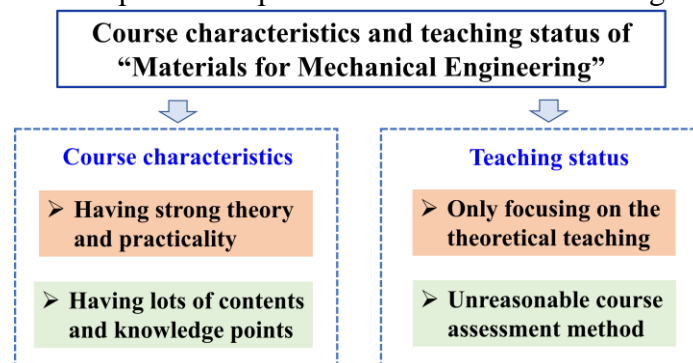 Course characteristics and teaching status of
“Materials for Mechanical Engineering”
Course characteristics
➢ Having strong theory
and practicality
➢ Having lots of contents
and knowledge points
Teaching status
➢ Only focusing on the
theoretical teaching
➢ Unreasonable course
assessment method